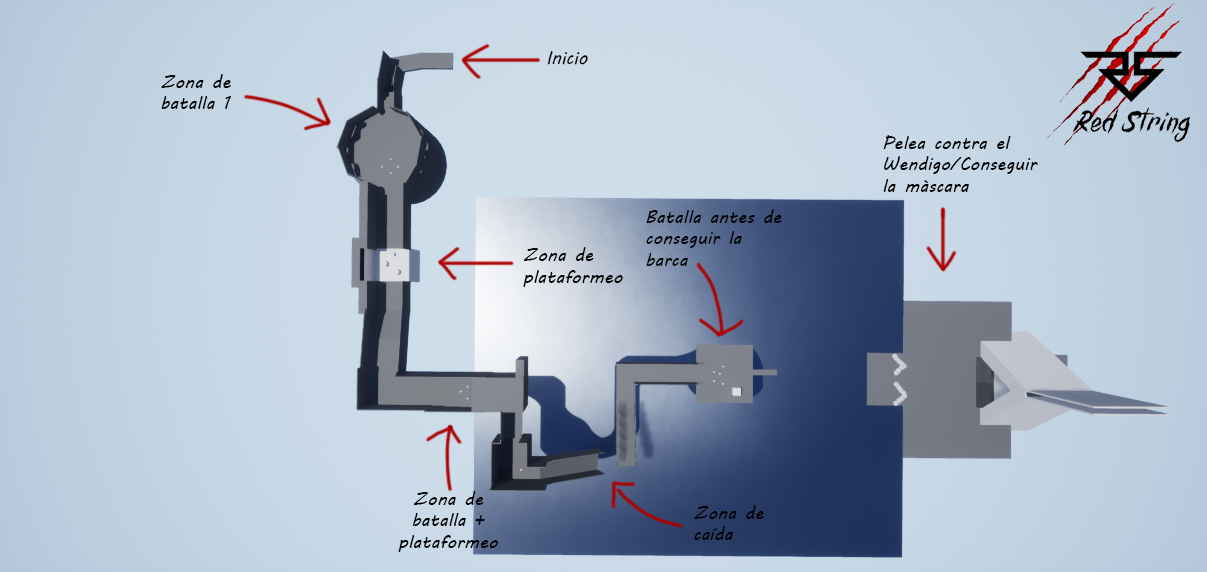 Inicio
Zona de
batalla 1
RS
Red String
Pelea contra el
Wendigo/Conseguir
la màscara
Batalla antes de
conseguir la
barca
Zona de
plataformeo
Zona de
batalla +
plataformeo
Zona de
caída